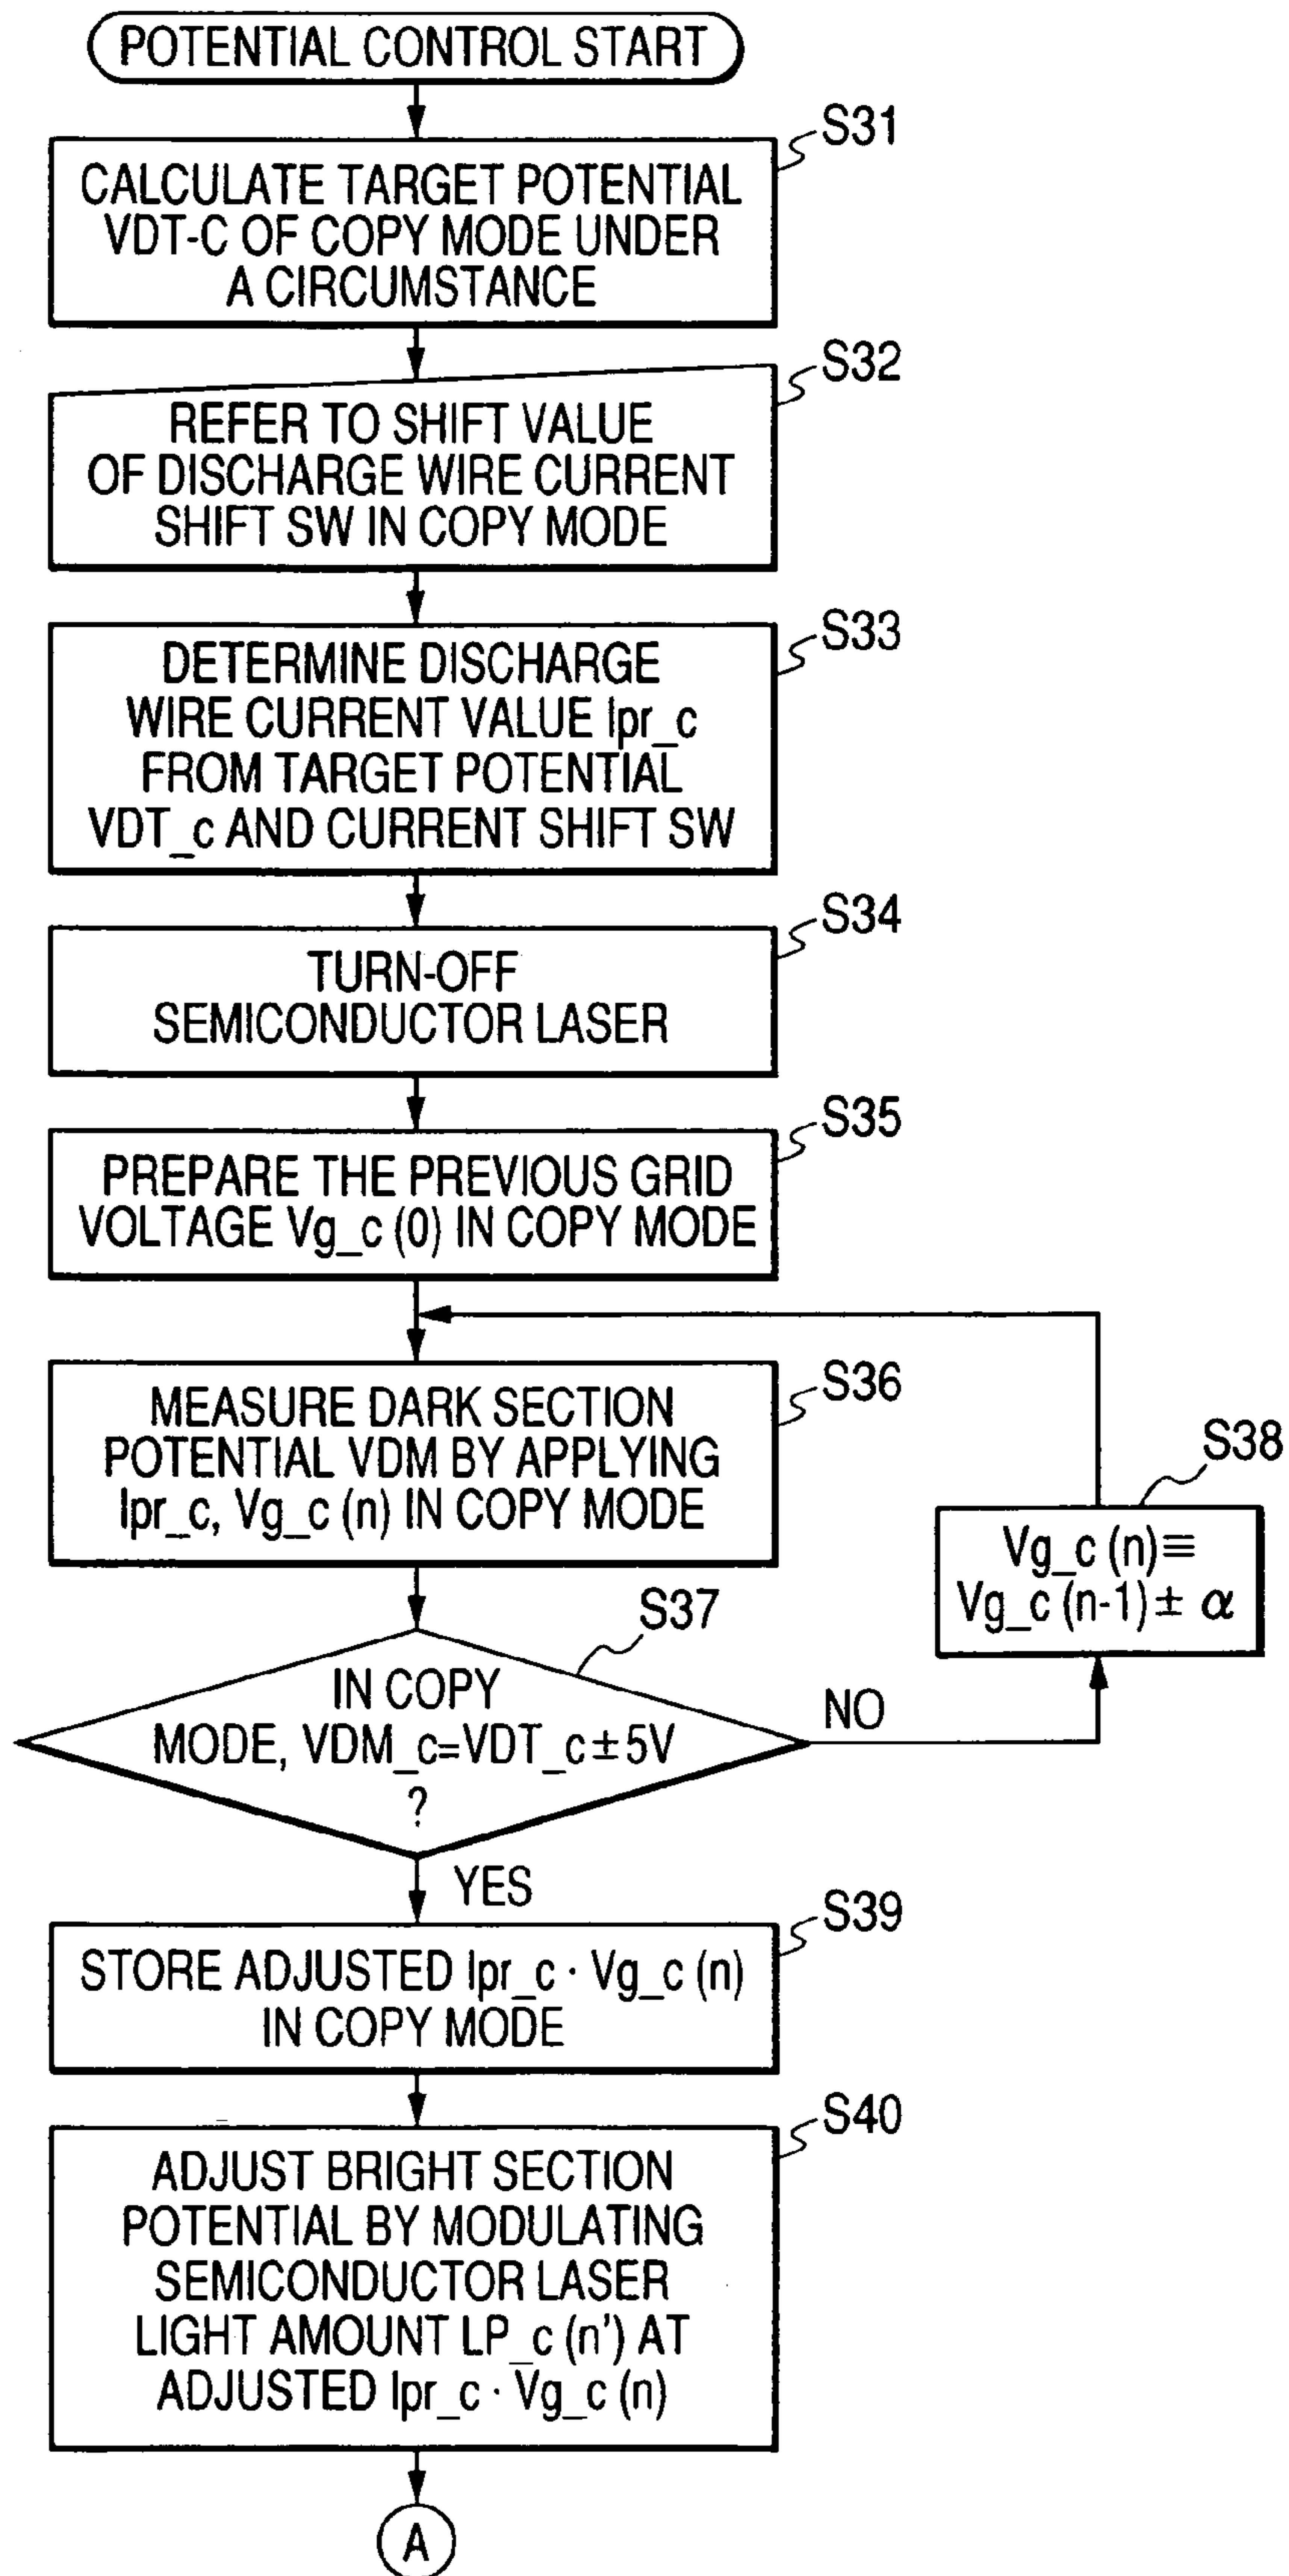 POTENTIAL CONTROL START
S31
CALCULATE TARGET POTENTIAL
VDT-C OF COPY MODE UNDER
A CIRCUMSTANCE
S32
REFER TO SHIFT VALUE
OF DISCHARGE WIRE CURRENT
SHIFT SW IN COPY MODE
S33
DETERMINE DISCHARGE
WIRE CURRENT VALUE Ipr_c
FROM TARGET POTENTIAL
VDT_c AND CURRENT SHIFT SW
S34
TURN-OFF
SEMICONDUCTOR LASER
S35
PREPARE THE PREVIOUS GRID
VOLTAGE Vg_c (0) IN COPY MODE
S36
MEASURE DARK SECTION
POTENTIAL VDM BY APPLYING
Ipr_c, Vg_c (n) IN COPY MODE
S38
Vg_c (n)≡
Vg_c (n-1) ± α
S37
IN COPY
MODE, VDM_c=VDT_c ± 5V
?
NO
YES
S39
STORE ADJUSTED Ipr_c · Vg_c (n)
IN COPY MODE
S40
ADJUST BRIGHT SECTION
POTENTIAL BY MODULATING
SEMICONDUCTOR LASER
LIGHT AMOUNT LP_c (n') AT
ADJUSTED Ipr_c · Vg_c (n)
A